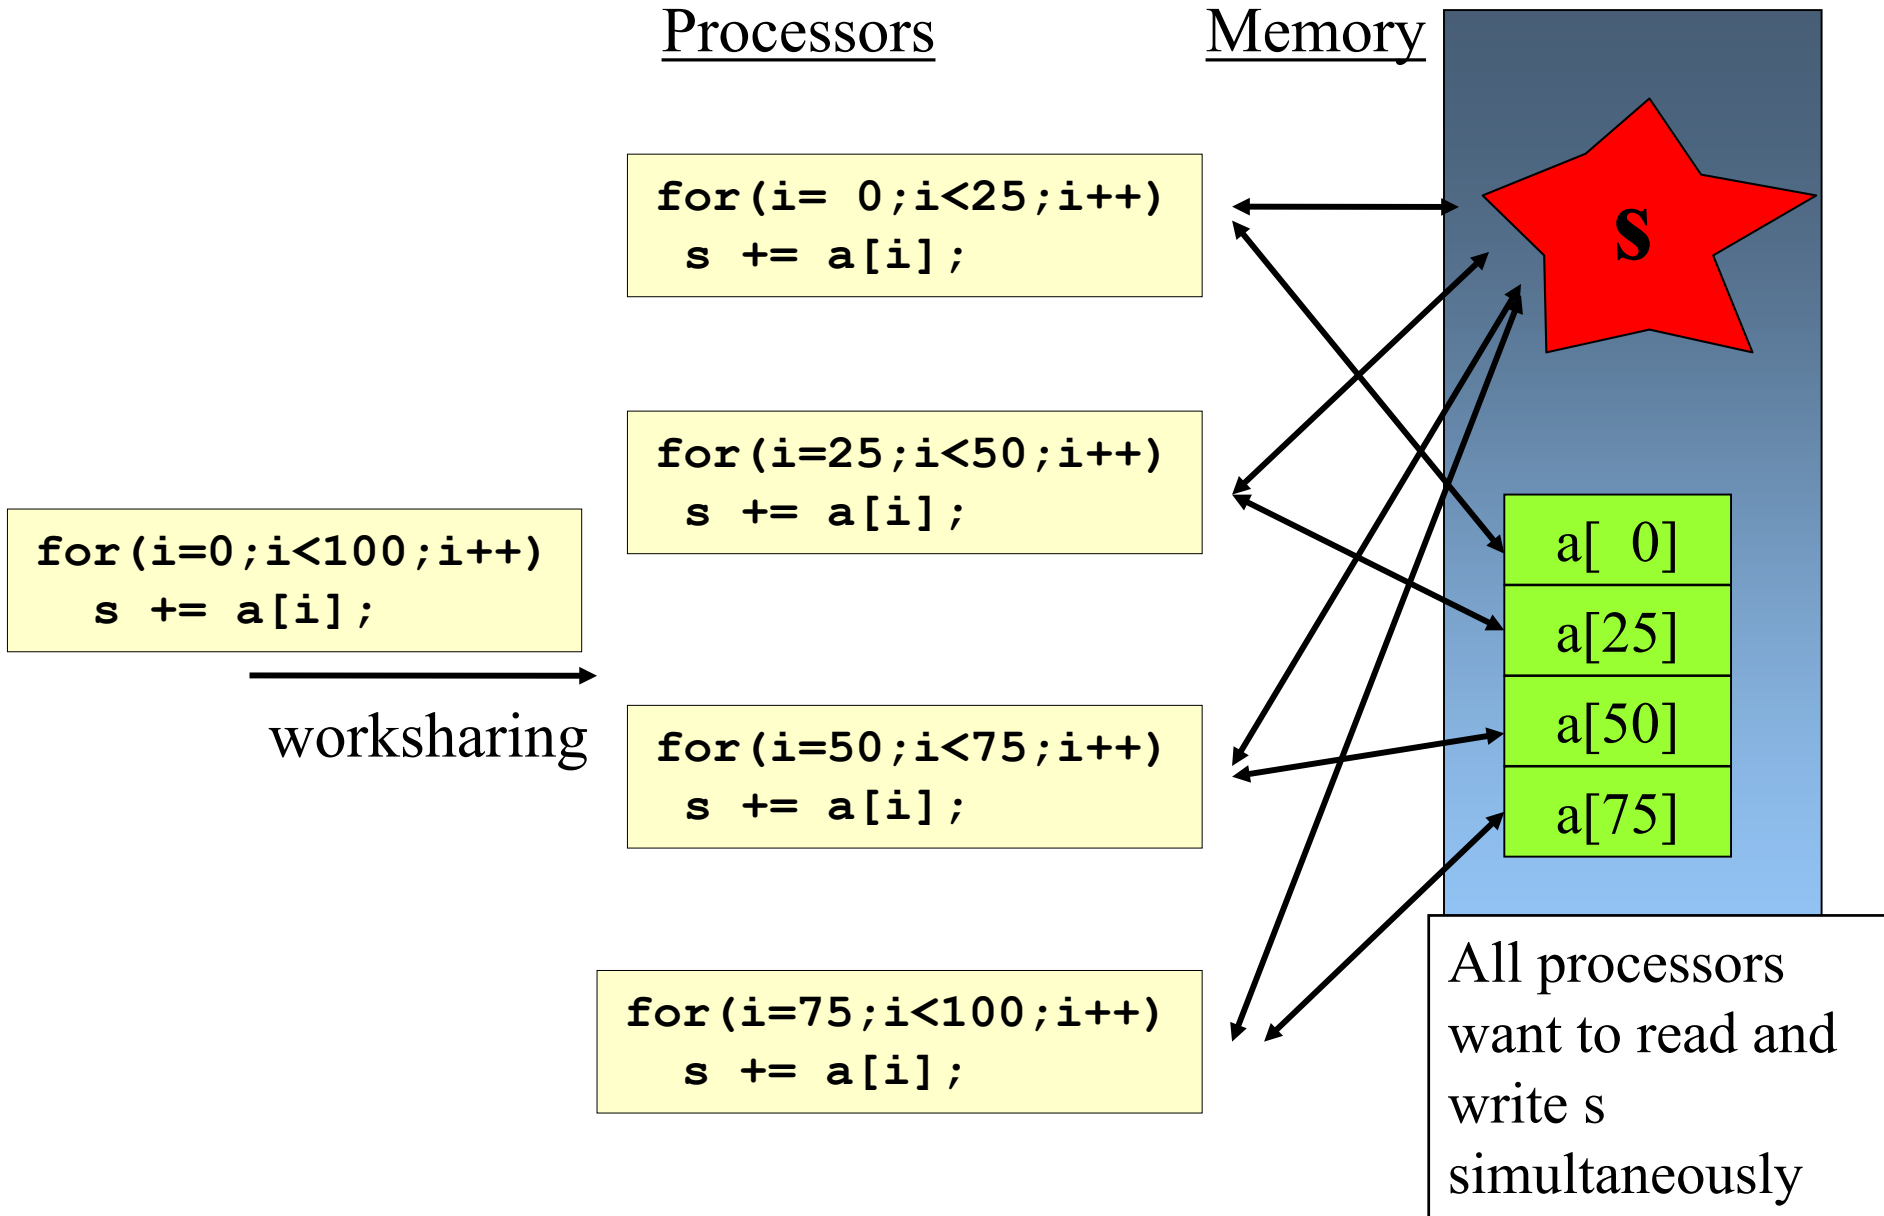 Processors
Memory
for(i= 0;i<25;i++)
s += a[i];
s
for(i=25;i<50;i++)
s += a[i];
for(i=0;i<100;i++)
s += a[i];
worksharing
for(i=50;i<75;i++)
s += a[i];
a[ 0]
a[25]
a[50]
a[75]
for(i=75;i<100;i++)
s += a[i];
All processors
want to read and
write s
simultaneously